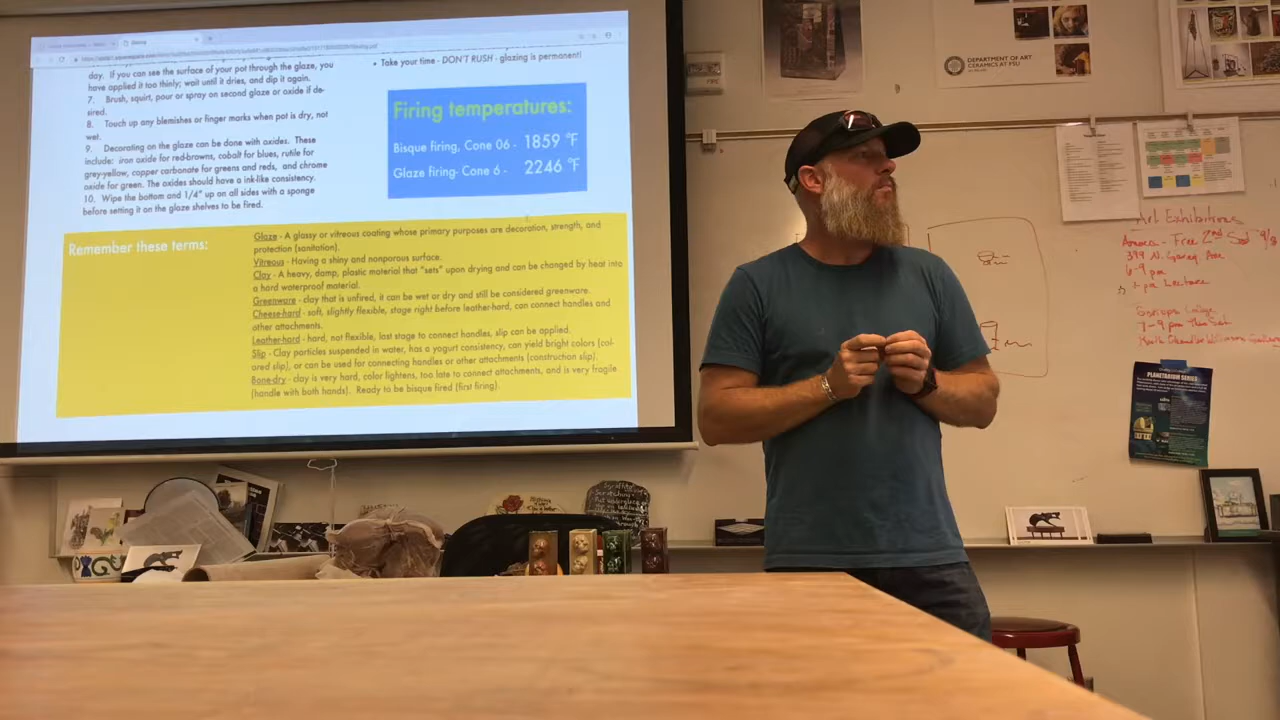 day. If you can see the surface of your pot through the glaze, you
have applied it too thinly; wait until it dries, and dip it again.
7. Brush, squirt, pour or spray on second glaze or oxide if de-
sired.
8. Touch up any blemishes or finger marks when pot is dry, not
wet.
9. Decorating on the glaze can be done with oxides. These
include: iron oxide for red-browns, cobalt for blues, rutile for
grey-yellow, copper carbonate for greens and reds, and chrome
oxide for green. The oxides should have a ink-like consistency.
10. Wipe the bottom and 1/4" up on all sides with a sponge
before setting it on the glaze shelves to be fired.
• Take your time - DON'T RUSH - glazing is permanent!
Firing temperatures:
Bisque firing, Cone 06 - 1859 °F
Glaze firing- Cone 6 - 2246 °F
Remember these terms:
Glaze - A glassy or vitreous coating whose primary purposes are decoration, strength, and
protection (sanitation).
Vitreous - Having a shiny and nonporous surface.
Clay - A heavy, damp, plastic material that "sets" upon drying and can be changed by heat into
a hard waterproof material.
Greenware - clay that is unfired, it can be wet or dry and still be considered greenware.
Cheese-hard - soft, slightly flexible, stage right before leather-hard, can connect handles and
other attachments.
Leather-hard - hard, not flexible, last stage to connect handles, slip can be applied.
Slip - Clay particles suspended in water, has a yogurt consistency, can yield bright colors (col-
ored slip), or can be used for connecting handles or other attachments (construction slip).
Bone-dry - clay is very hard, color lightens, too late to connect attachments, and is very fragile
(handle with both hands). Ready to be bisque fired (first firing).
DEPARTMENT OF ART
CERAMICS AT FSU
Art Exhibitions
Free 2nd Sat 9/8
6-9 pm
Lecture
7-9 pm
PLANETARIUM SERIES